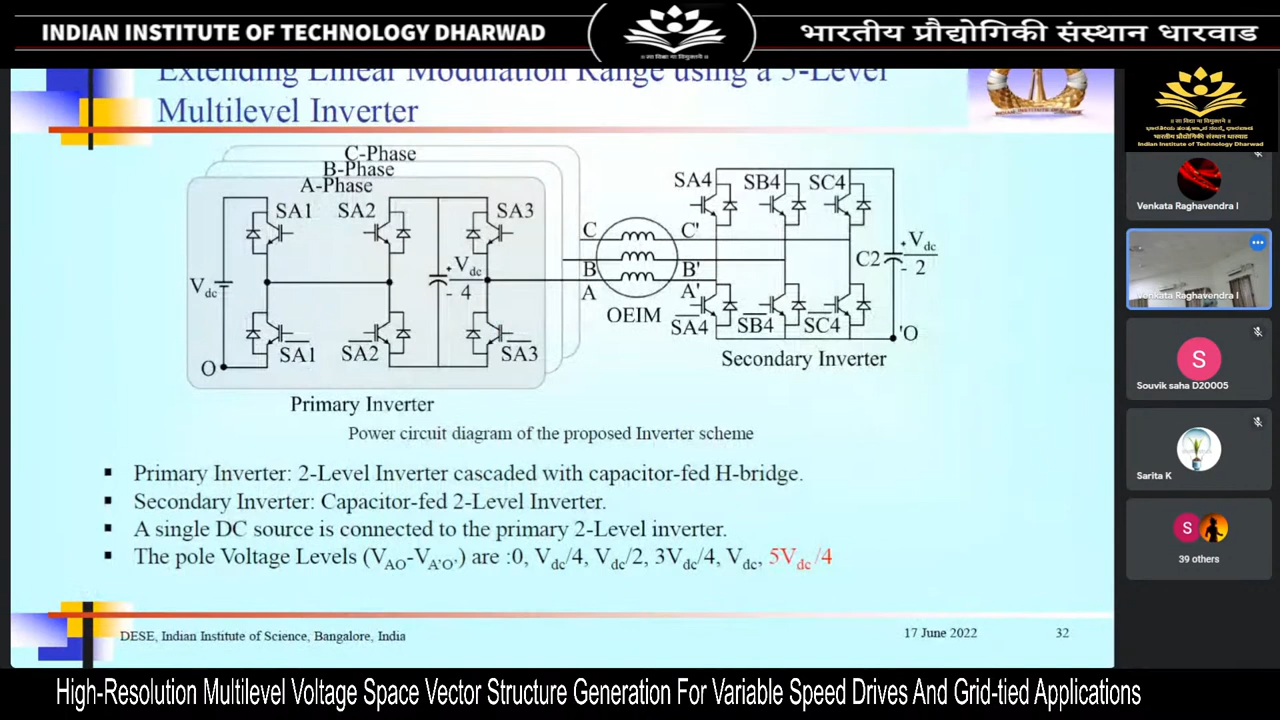 INDIAN INSTITUTE OF TECHNOLOGY DHARWAD
भारतीय प्रौद्योगिकी संस्थान धारवाड
Extending Linear Modulation Range using a 5-Level
Multilevel Inverter
C-Phase
B-Phase
A-Phase
SA1 SA2 SA3
Vdc
+ Vdc
- 4
SA1 SA2 SA3
O
Primary Inverter
C
B
A
C'
B'
A'
OEIM
SA4 SB4 SC4
C2
+ Vdc
- 2
SA4 SB4 SC4
'O
Secondary Inverter
Power circuit diagram of the proposed Inverter scheme
▪ Primary Inverter: 2-Level Inverter cascaded with capacitor-fed H-bridge.
▪ Secondary Inverter: Capacitor-fed 2-Level Inverter.
▪ A single DC source is connected to the primary 2-Level inverter.
▪ The pole Voltage Levels (VAO-VA'O') are :0, Vdc/4, Vdc/2, 3Vdc/4, Vdc, 5Vdc/4
DESE, Indian Institute of Science, Bangalore, India
17 June 2022
32
Indian Institute of Technology Dharwad
Venkata Raghavendra I
Venkata Raghavendra I
S
Souvik saha D20005
Sarita K
S
39 others
High-Resolution Multilevel Voltage Space Vector Structure Generation For Variable Speed Drives And Grid-tied Applications